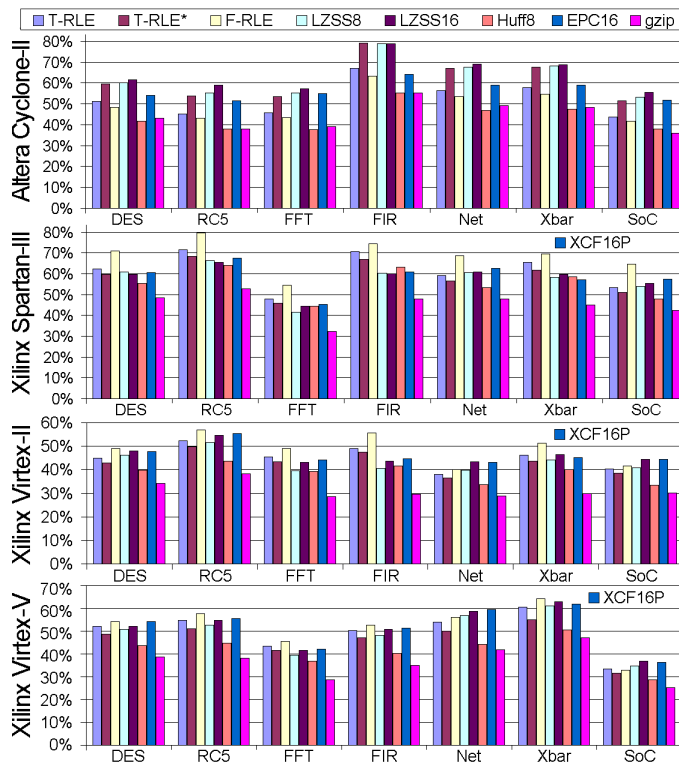 T-RLE T-RLE* F-RLE LZSS8 LZSS16 Huff8 EPC16 gzip
Altera Cyclone-II
80%
70%
60%
50%
40%
30%
20%
10%
0%
DES RC5 FFT FIR Net Xbar SoC
Xilinx Spartan-III
XCF16P
80%
70%
60%
50%
40%
30%
20%
10%
0%
DES RC5 FFT FIR Net Xbar SoC
Xilinx Virtex-II
XCF16P
60%
50%
40%
30%
20%
10%
0%
DES RC5 FFT FIR Net Xbar SoC
Xilinx Virtex-V
XCF16P
70%
60%
50%
40%
30%
20%
10%
0%
DES RC5 FFT FIR Net Xbar SoC